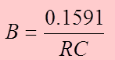 B = 0.1591 / RC